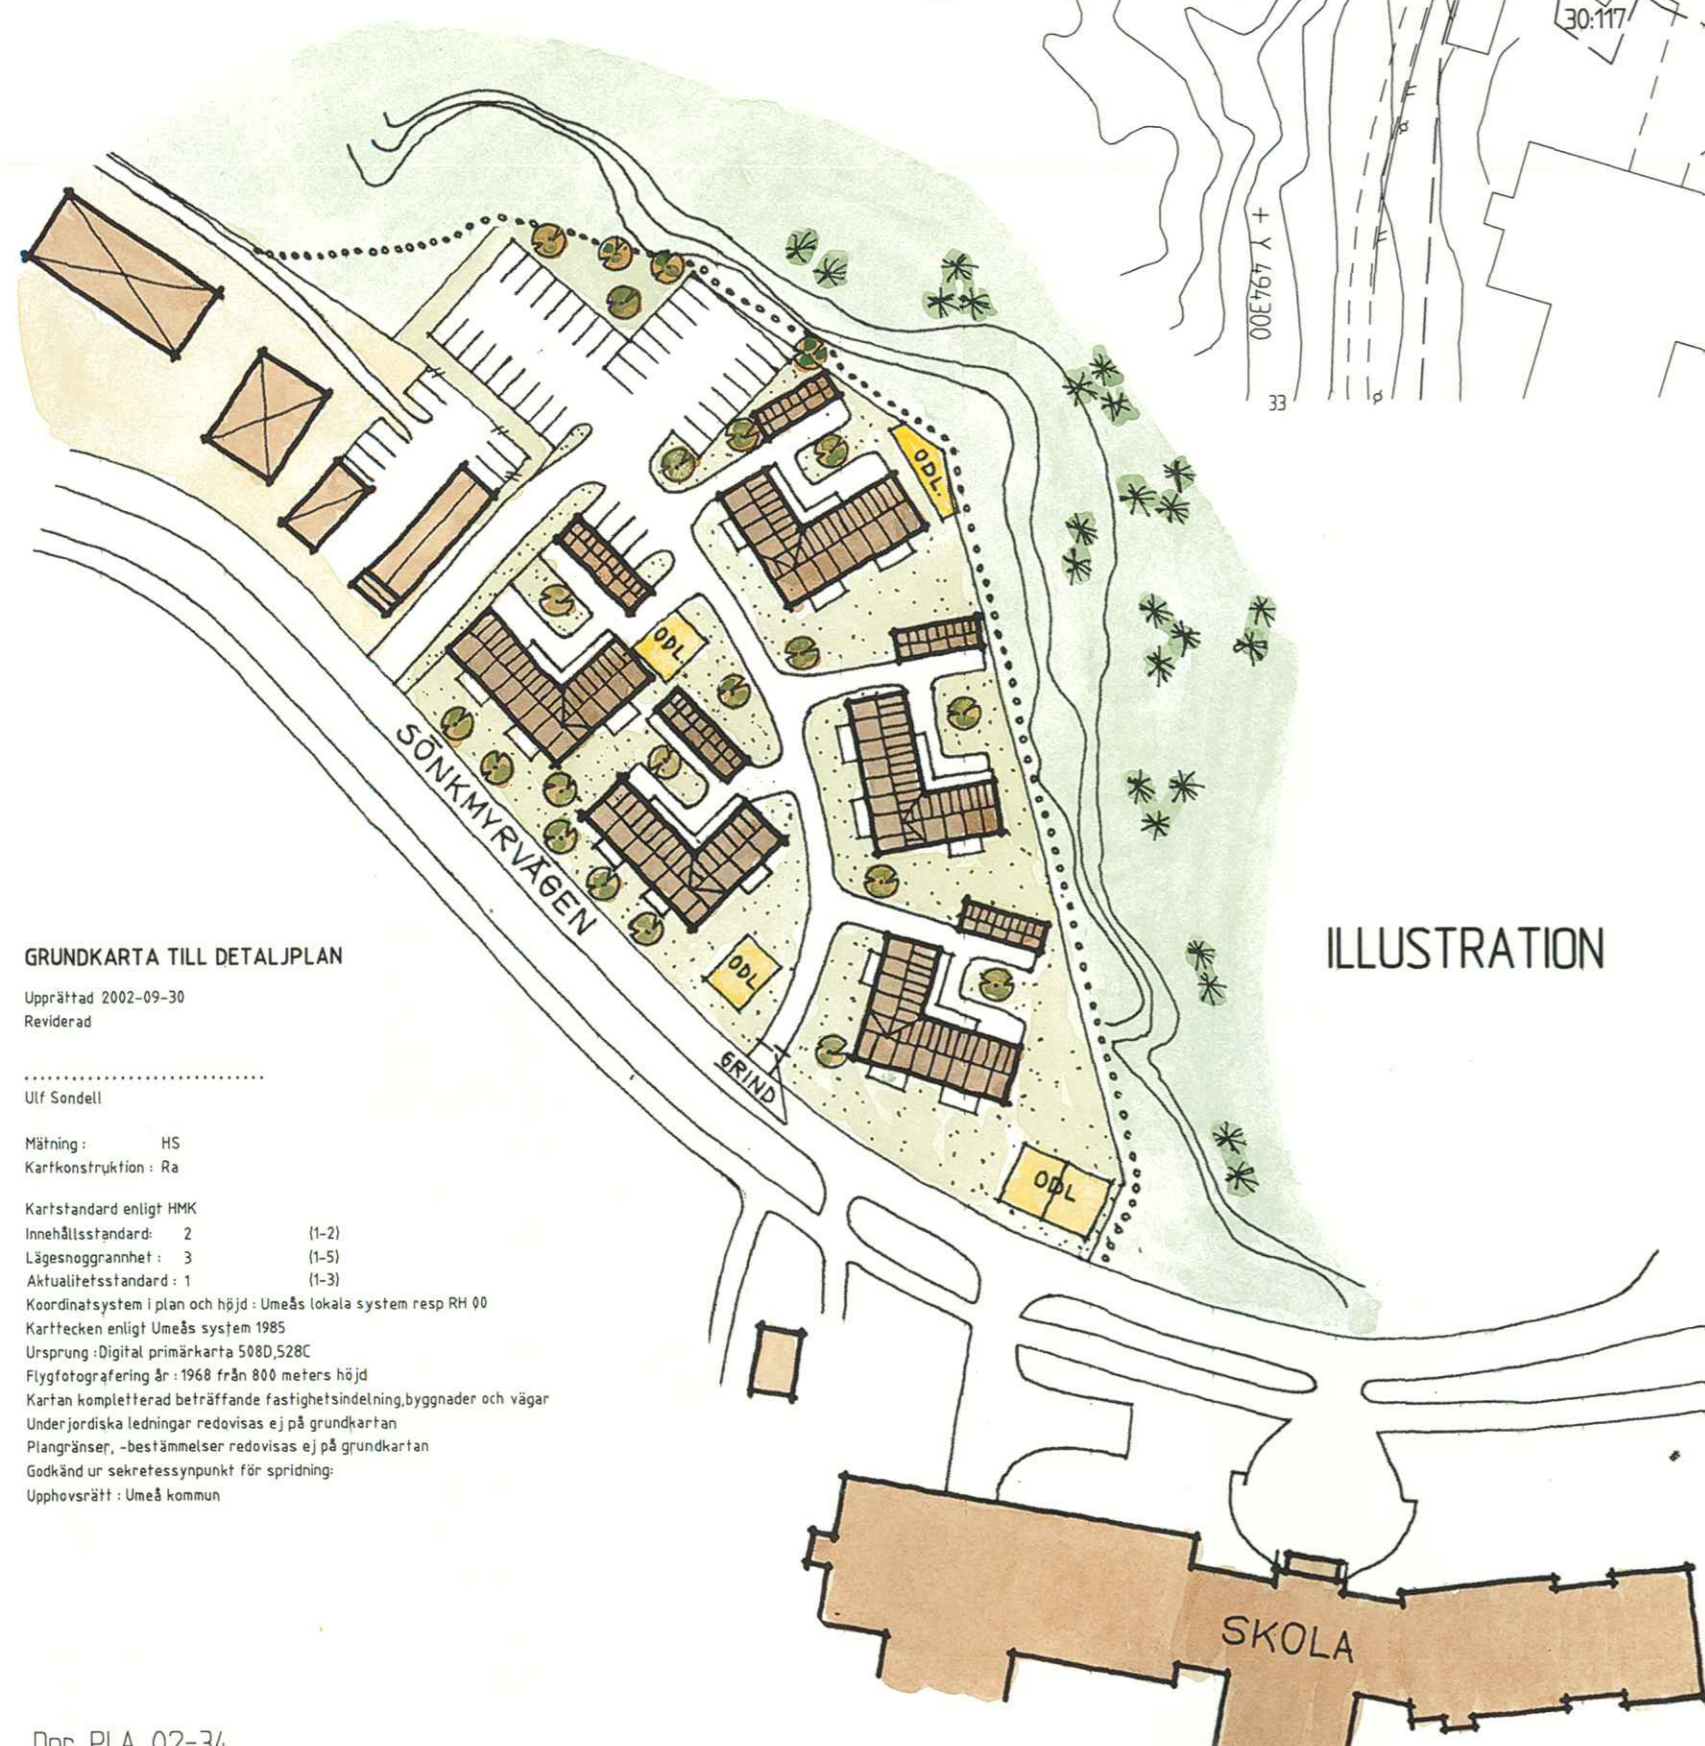 30:117
+ Y 494300
33
ODL.
ODL
SÖNKMYRVÄGEN
ODL
GRIND
ODL
ILLUSTRATION
GRUNDKARTA TILL DETALJPLAN
Upprättad 2002-09-30
Reviderad
..............................
Ulf Sondell
Mätning : HS
Kartkonstruktion : Ra
Kartstandard enligt HMK
Innehållsstandard: 2 (1-2)
Lägesnoggrannhet : 3 (1-5)
Aktualitetsstandard : 1 (1-3)
Koordinatsystem i plan och höjd : Umeås lokala system resp RH 00
Karttecken enligt Umeås system 1985
Ursprung :Digital primärkarta 508D,528C
Flygfotografering år : 1968 från 800 meters höjd
Kartan kompletterad beträffande fastighetsindelning,byggnader och vägar
Underjordiska ledningar redovisas ej på grundkartan
Plangränser, -bestämmelser redovisas ej på grundkartan
Godkänd ur sekretessynpunkt för spridning:
Upphovsrätt : Umeå kommun
SKOLA
Dnr PLA 02-34